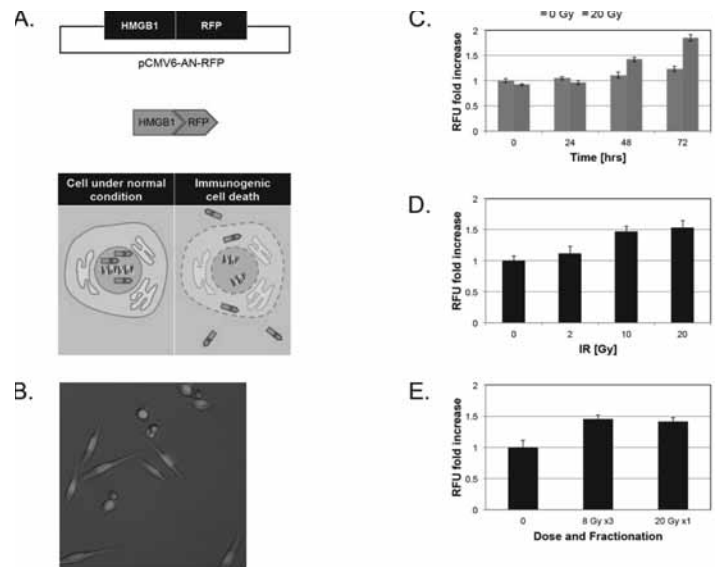 A.
HMGB1 RFP
pCMV6-AN-RFP
HMGB1 RFP
Cell under normal condition
Immunogenic cell death
B.
C.
0 Gy 20 Gy
RFU fold increase
2
1.5
1
0.5
0
0 24 48 72
Time [hrs]
D.
RFU fold increase
2
1.5
1
0.5
0
0 2 10 20
IR [Gy]
E.
RFU fold increase
2
1.5
1
0.5
0
0 8 Gy x3 20 Gy x1
Dose and Fractionation